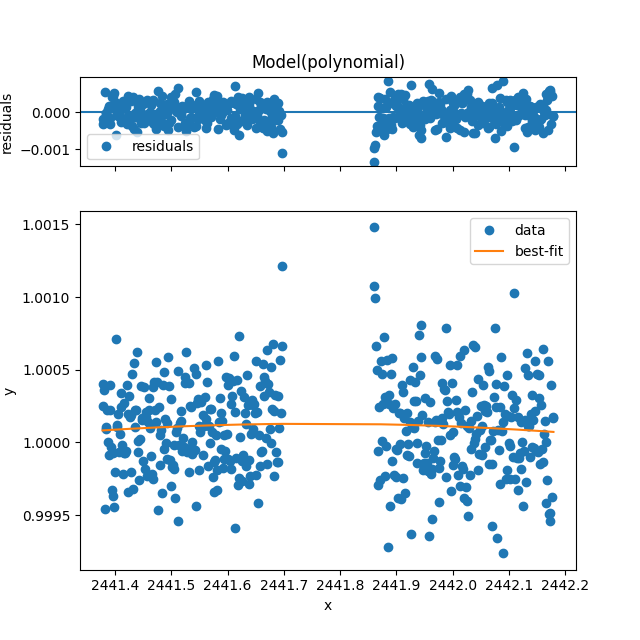 Model(polynomial)
residuals
0.000
−0.001
residuals
y
1.0015
1.0010
1.0005
1.0000
0.9995
data
best-fit
2441.4 2441.5 2441.6 2441.7 2441.8 2441.9 2442.0 2442.1 2442.2
x